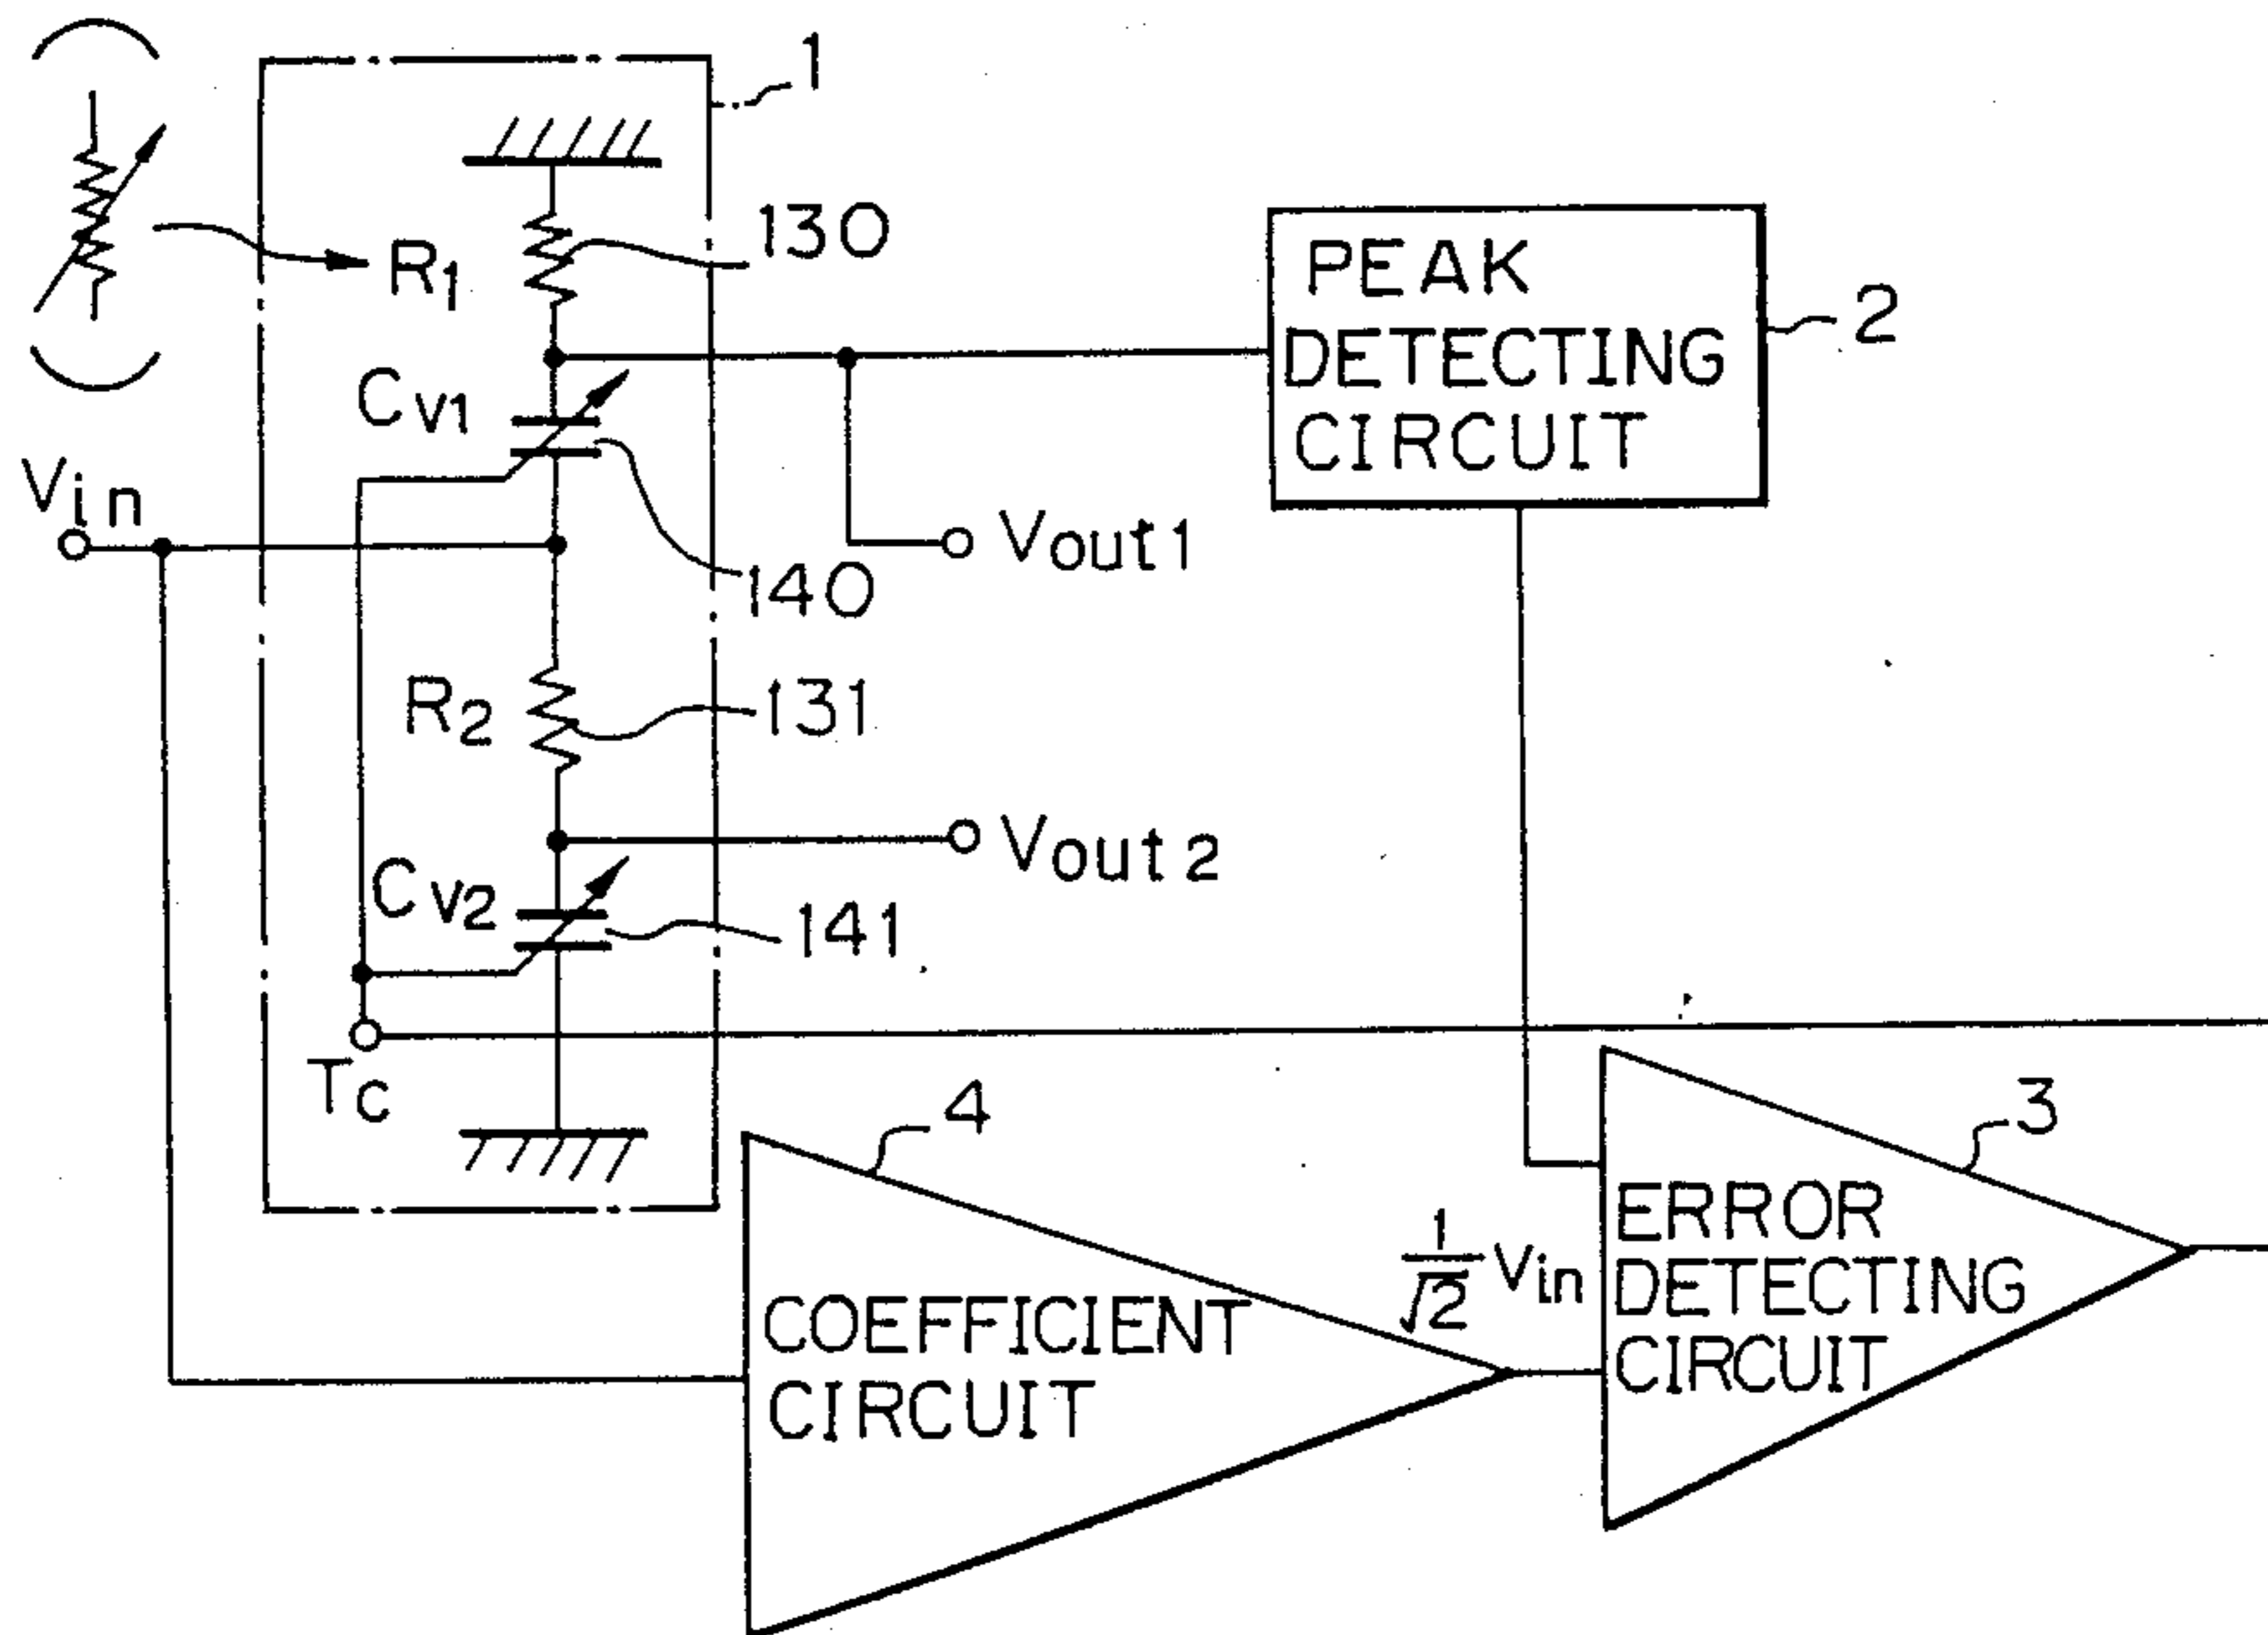 1
130
R1
PEAK
DETECTING
CIRCUIT
2
Cv1
Vin
Vout1
140
R2
131
Vout2
Cv2
141
Tc
4
3
COEFFICIENT
CIRCUIT
1/√2 Vin
ERROR
DETECTING
CIRCUIT